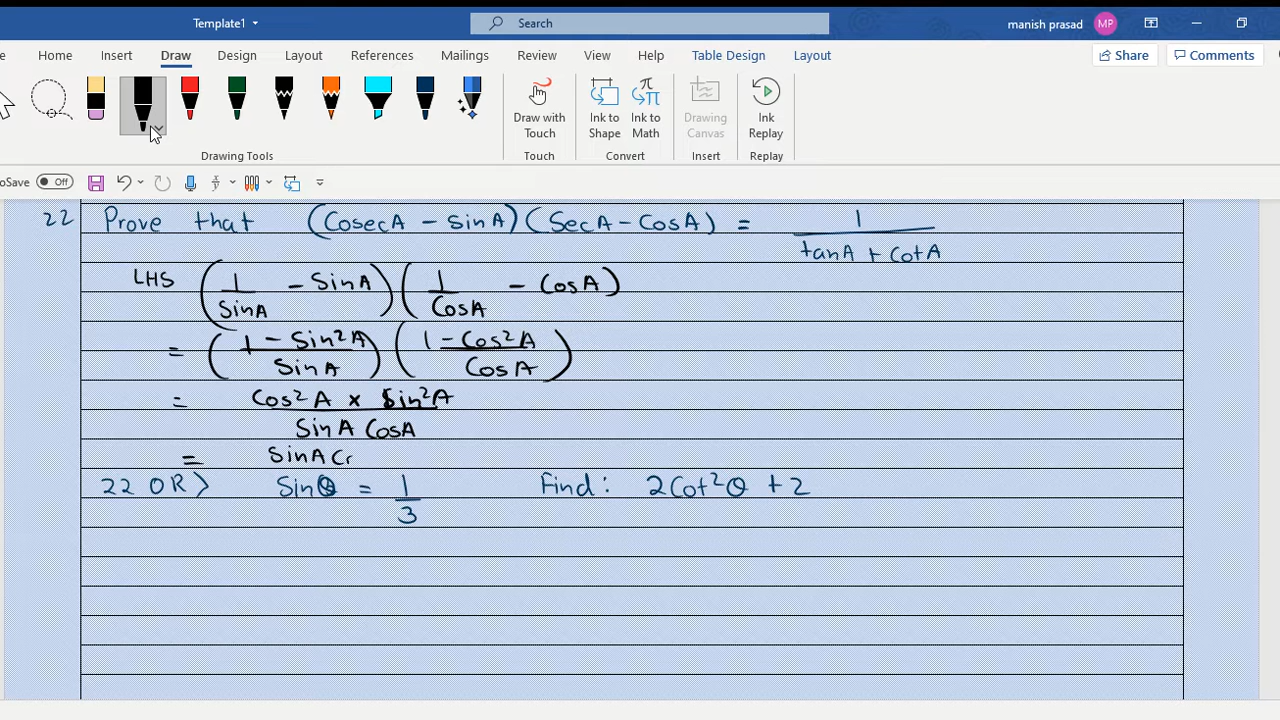 Template1
Search
manish prasad
MP
Home Insert Draw Design Layout References Mailings Review View Help Table Design Layout
Share
Comments
Draw with Touch
Ink to Shape
Ink to Math
Drawing Canvas
Ink Replay
Drawing Tools
Touch
Convert
Insert
Replay
oSave Off
22 Prove that (CosecA - sinA)(SecA - CosA) = 1/(tanA + CotA)
LHS (1/SinA - SinA)(1/CosA - CosA)
= ((1 - Sin²A)/SinA)((1 - Cos²A)/CosA)
= (Cos²A × Sin²A)/(SinA CosA)
= SinA C
22 OR) Sinθ = 1/3 Find: 2Cot²θ + 2